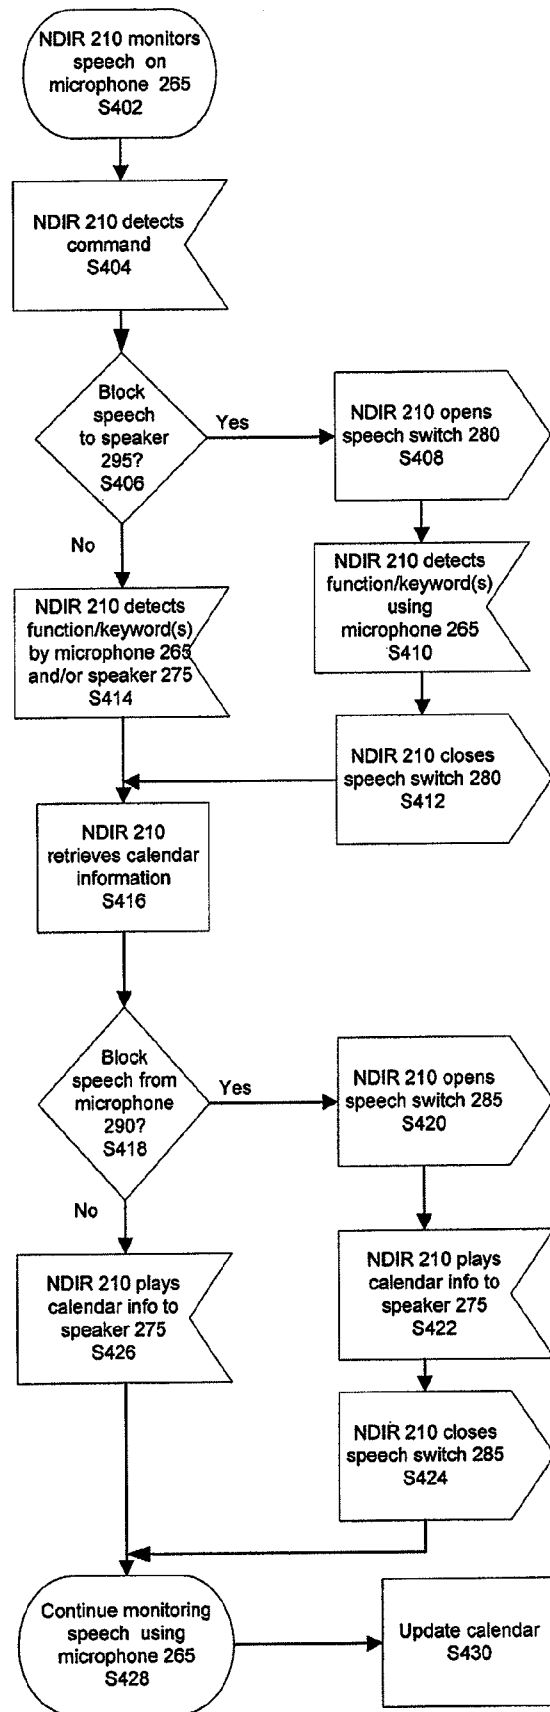 NDIR 210 monitors
speech on
microphone 265
S402
NDIR 210 detects
command
S404
Block
speech
to speaker
295?
S406
Yes
NDIR 210 opens
speech switch 280
S408
No
NDIR 210 detects
function/keyword(s)
using
microphone 265
S410
NDIR 210 detects
function/keyword(s)
by microphone 265
and/or speaker 275
S414
NDIR 210 closes
speech switch 280
S412
NDIR 210
retrieves calendar
information
S416
Block
speech from
microphone
290?
S418
Yes
NDIR 210 opens
speech switch 285
S420
No
NDIR 210 plays
calendar info to
speaker 275
S426
NDIR 210 plays
calendar info to
speaker 275
S422
NDIR 210 closes
speech switch 285
S424
Continue monitoring
speech using
microphone 265
S428
Update calendar
S430